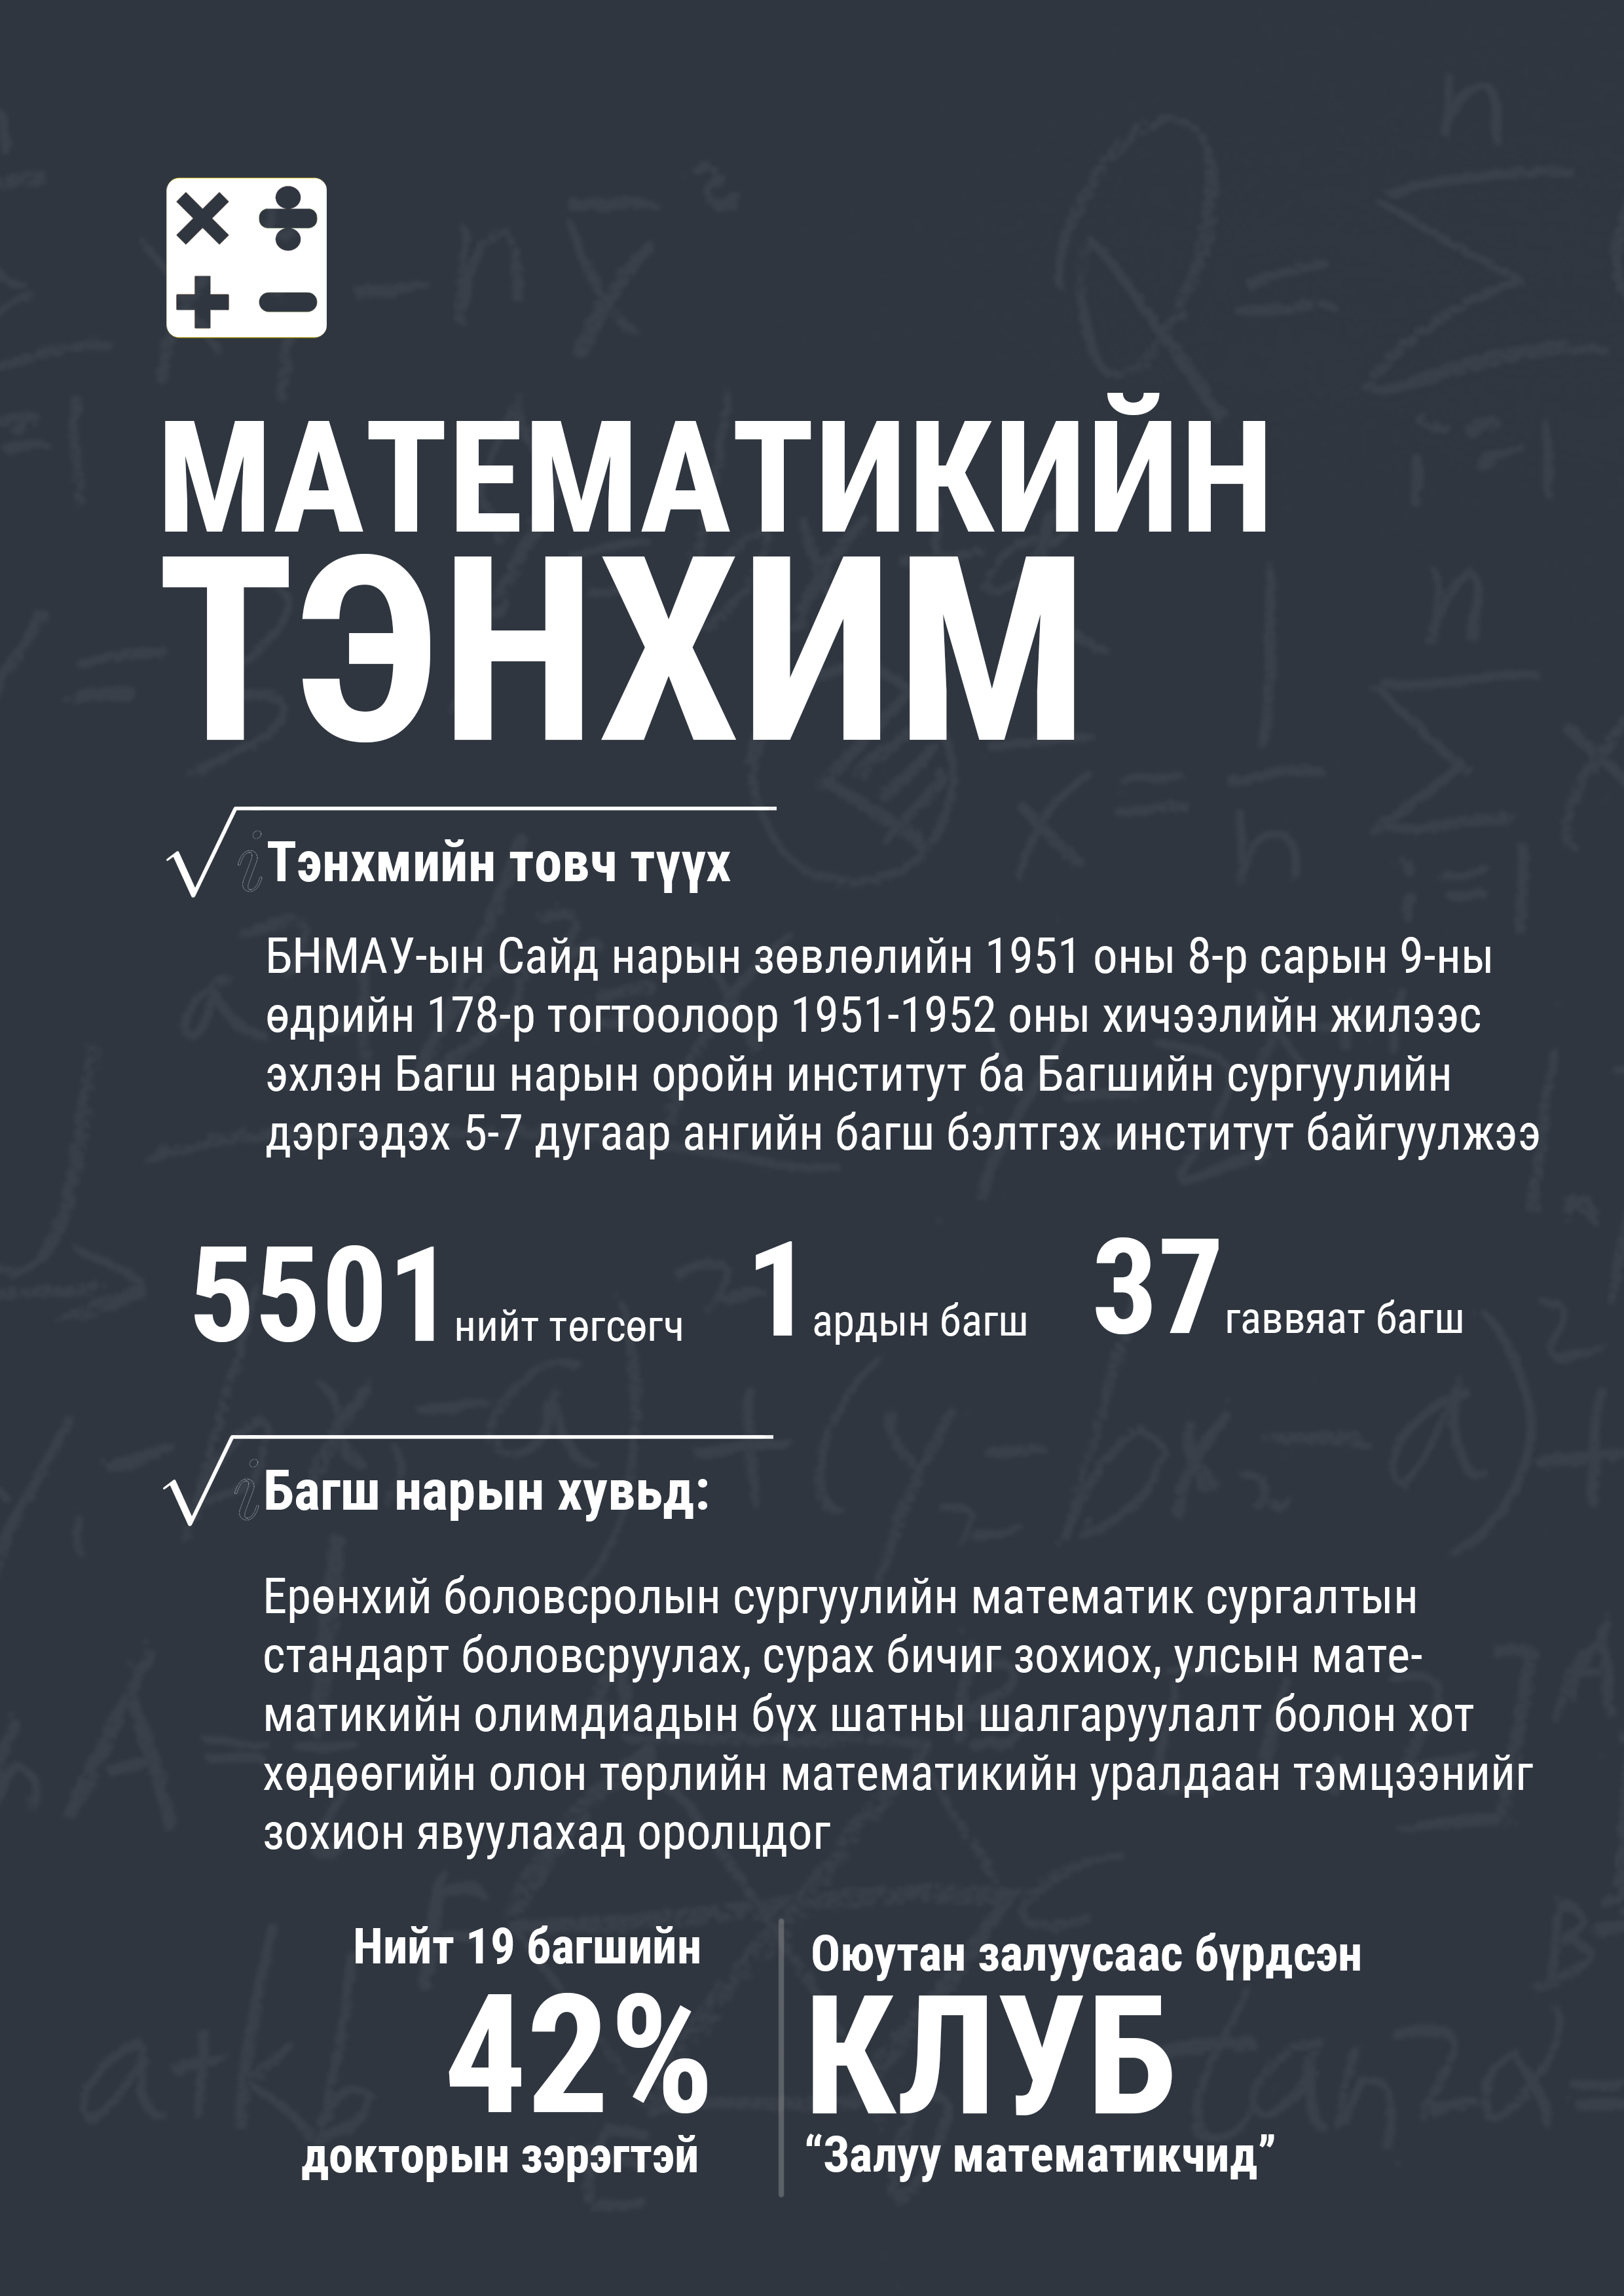 МАТЕМАТИКИЙН
ТЭНХИМ
Тэнхмийн товч түүх
БНМАУ-ын Сайд нарын зөвлөлийн 1951 оны 8-р сарын 9-ны
өдрийн 178-р тогтоолоор 1951-1952 оны хичээлийн жилээс
эхлэн Багш нарын оройн институт ба Багшийн сургуулийн
дэргэдэх 5-7 дугаар ангийн багш бэлтгэх институт байгуулжээ
5501 нийт төгсөгч 1 ардын багш 37 гаввяат багш
Багш нарын хувьд:
Ерөнхий боловсролын сургуулийн математик сургалтын
стандарт боловсруулах, сурах бичиг зохиох, улсын мате-
матикийн олимдиадын бүх шатны шалгаруулалт болон хот
хөдөөгийн олон төрлийн математикийн уралдаан тэмцээнийг
зохион явуулахад оролцдог
Нийт 19 багшийн
42%
докторын зэрэгтэй
Оюутан залуусаас бүрдсэн
КЛУБ
“Залуу математикчид”